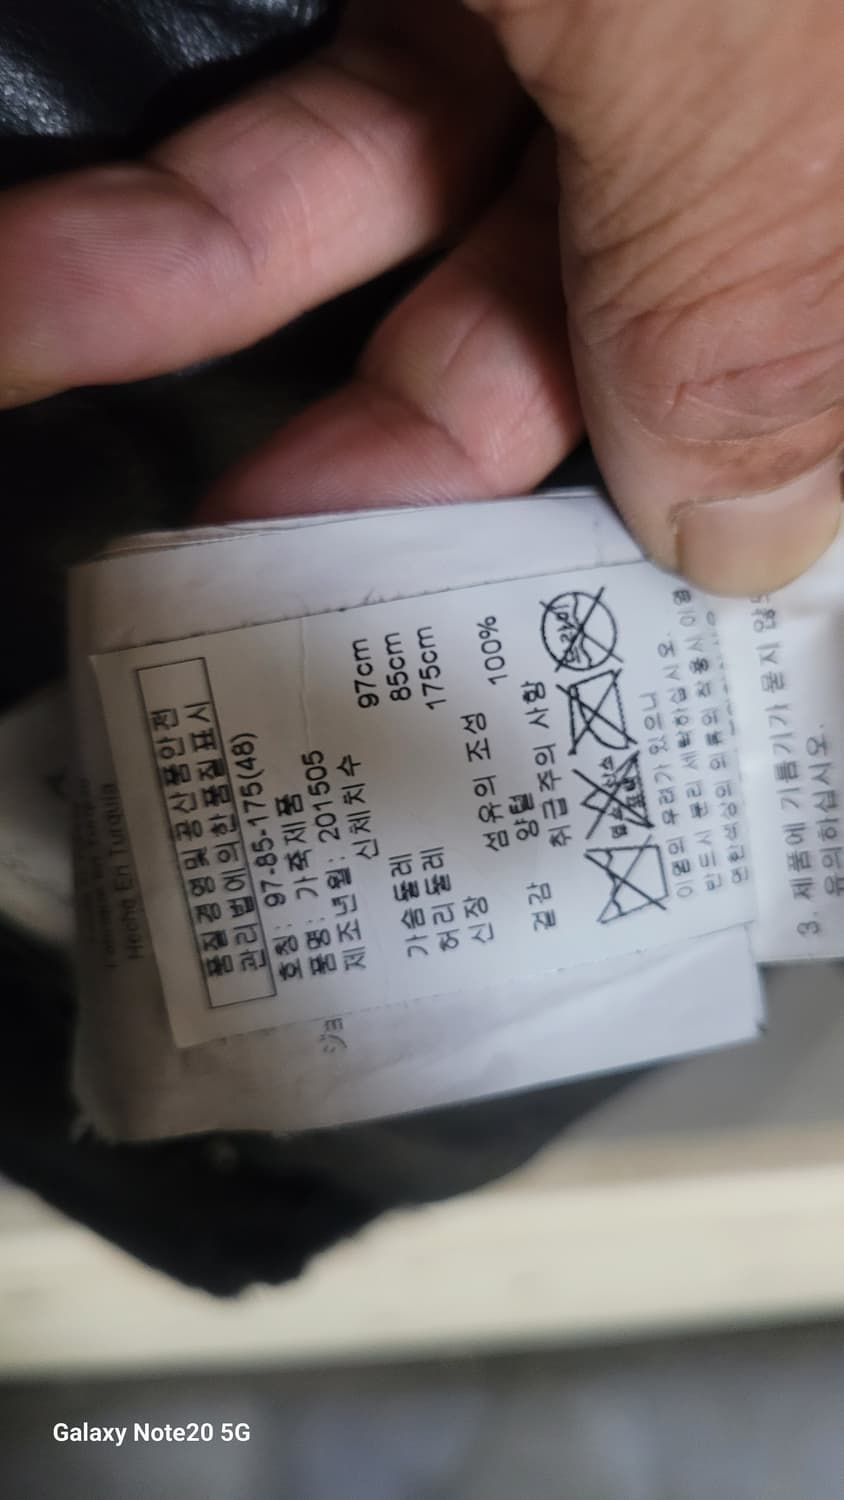 Heche En Turquia
품질경영및공산품안전
관리법에의한품질표시
호칭: 97-85-175(48)
품명: 가죽제품
제조년월: 201505
신체치수
가슴둘레 97cm
허리둘레 85cm
신장 175cm
섬유의 조성
겉감 양털 100%
취급주의 사항
드라이
이염의 우려가 있으니
반드시 분리 세탁하십시오.
3. 제품에 기름기가 묻지 않도
유의하십시오.
Galaxy Note20 5G